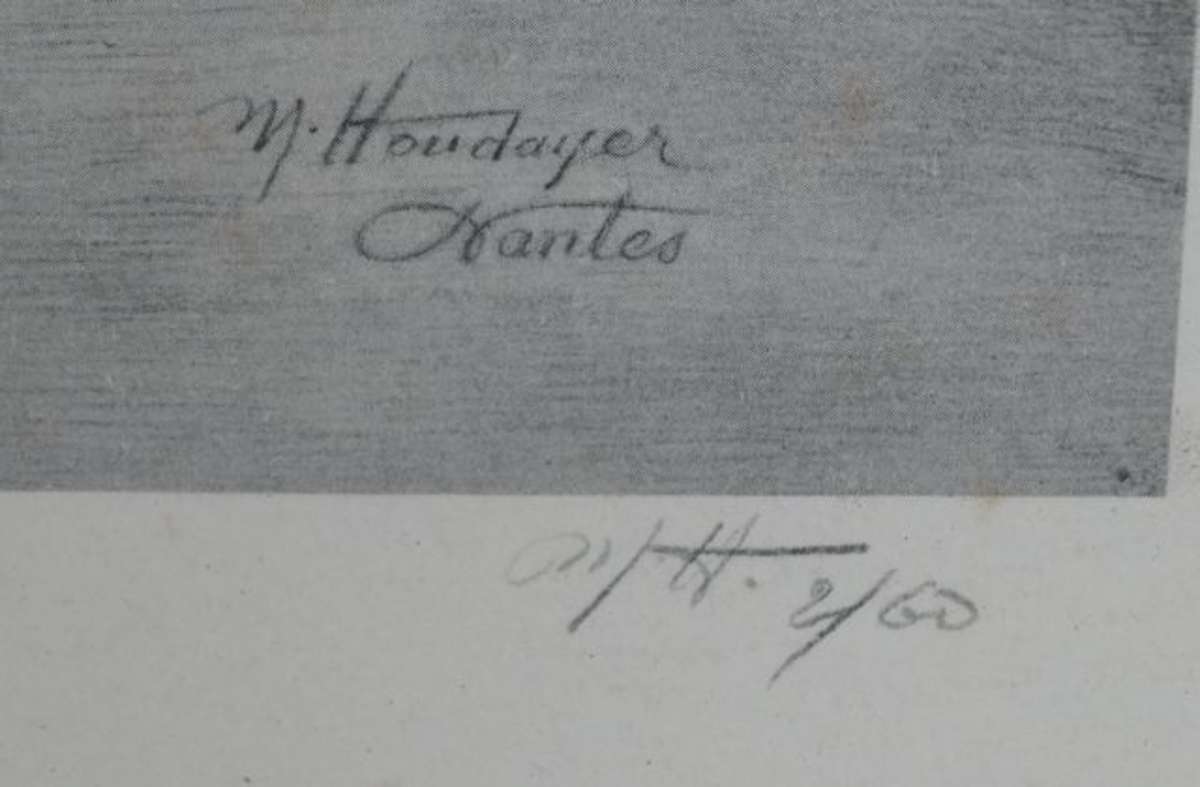 M. Houdayer
Nantes
M. H. 2/60